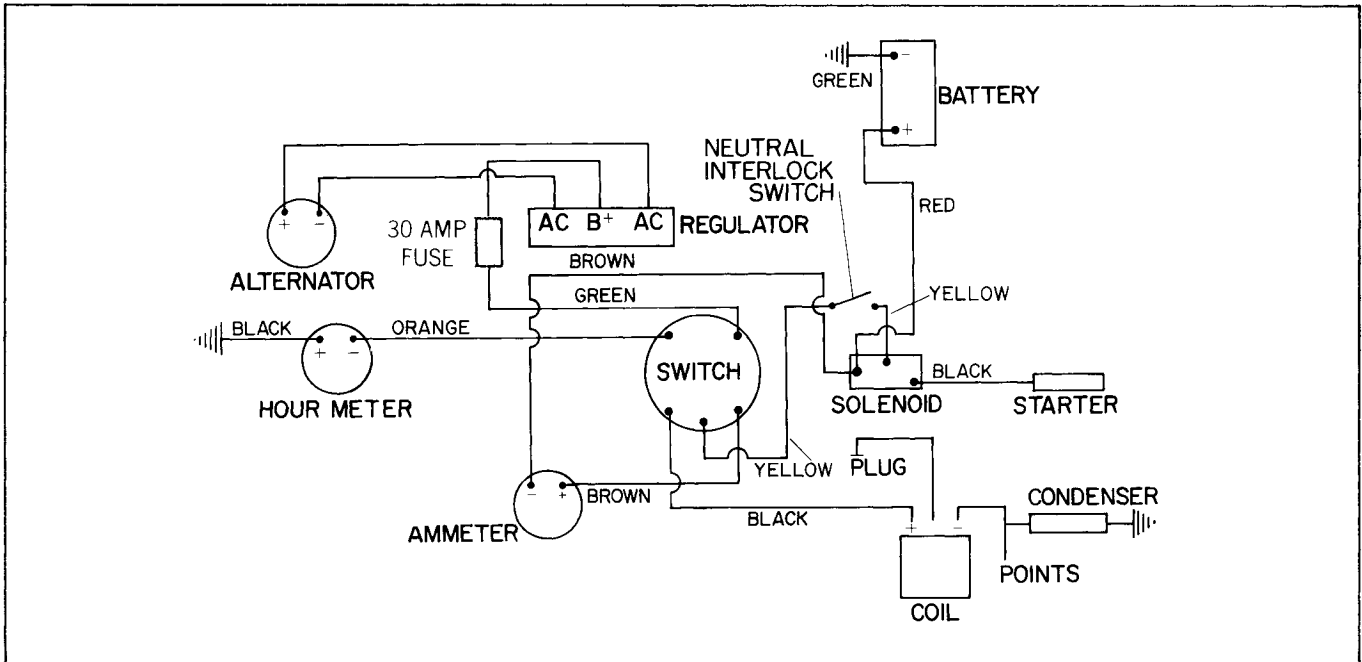 GREEN
-
BATTERY
+
NEUTRAL
INTERLOCK
SWITCH
RED
AC B+ AC
REGULATOR
30 AMP
FUSE
+ -
ALTERNATOR
BROWN
GREEN
YELLOW
BLACK
ORANGE
+ -
HOUR METER
SWITCH
BLACK
SOLENOID
STARTER
YELLOW
PLUG
- +
BROWN
AMMETER
BLACK
CONDENSER
+ -
POINTS
COIL